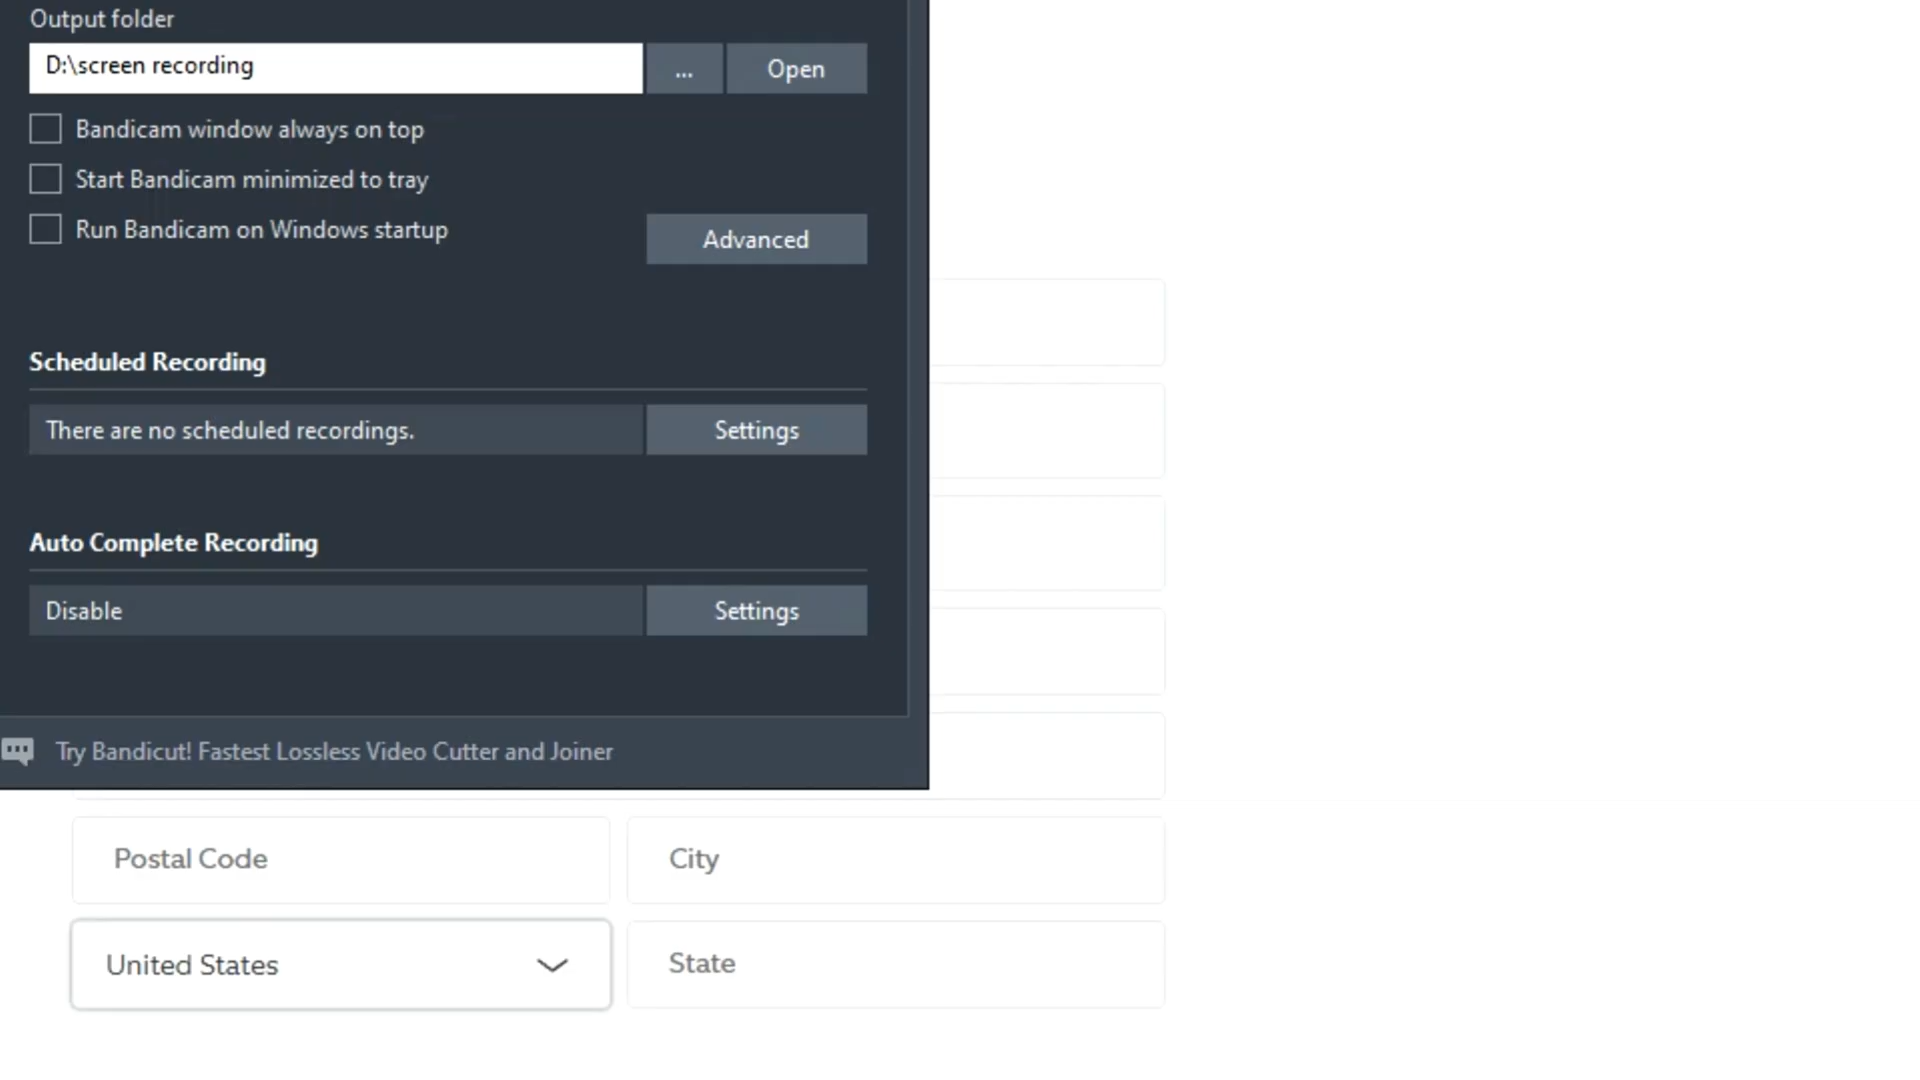 Output folder
D:\screen recording
... Open
Bandicam window always on top
Start Bandicam minimized to tray
Run Bandicam on Windows startup
Advanced
Scheduled Recording
There are no scheduled recordings. Settings
Auto Complete Recording
Disable Settings
Try Bandicut! Fastest Lossless Video Cutter and Joiner
Postal Code City
United States State